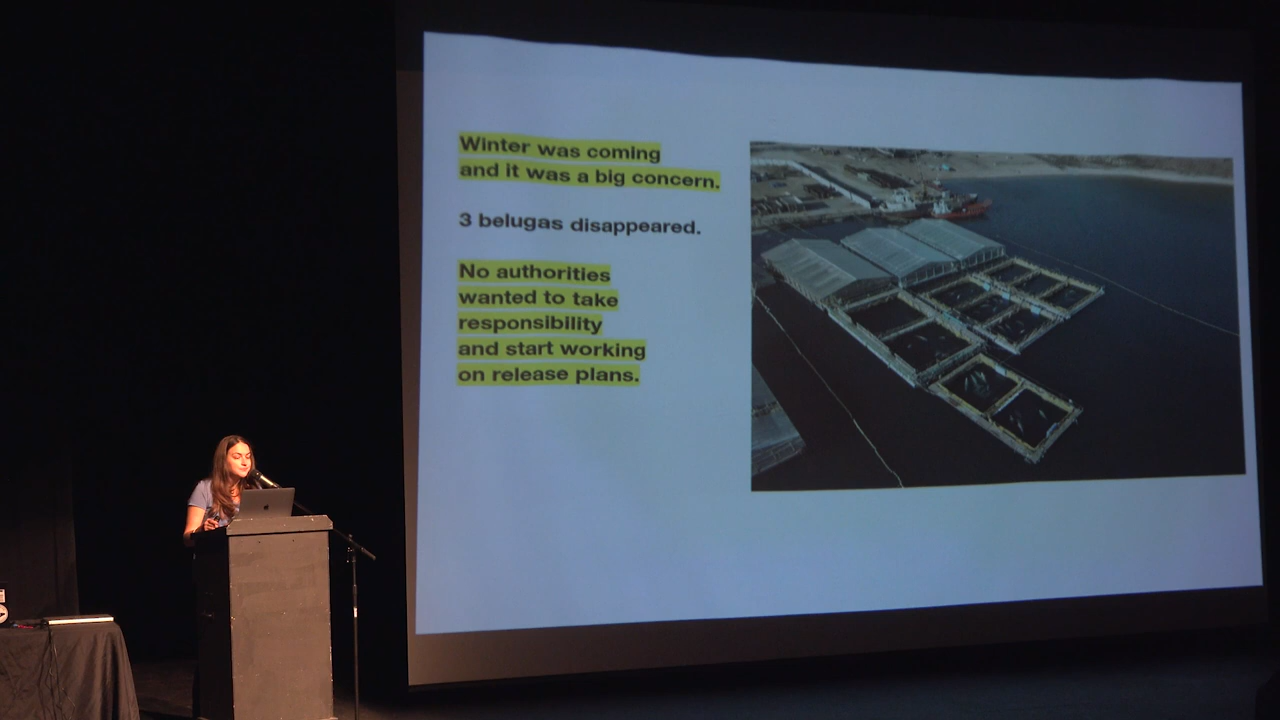 Winter was coming
and it was a big concern.
3 belugas disappeared.
No authorities
wanted to take
responsibility
and start working
on release plans.